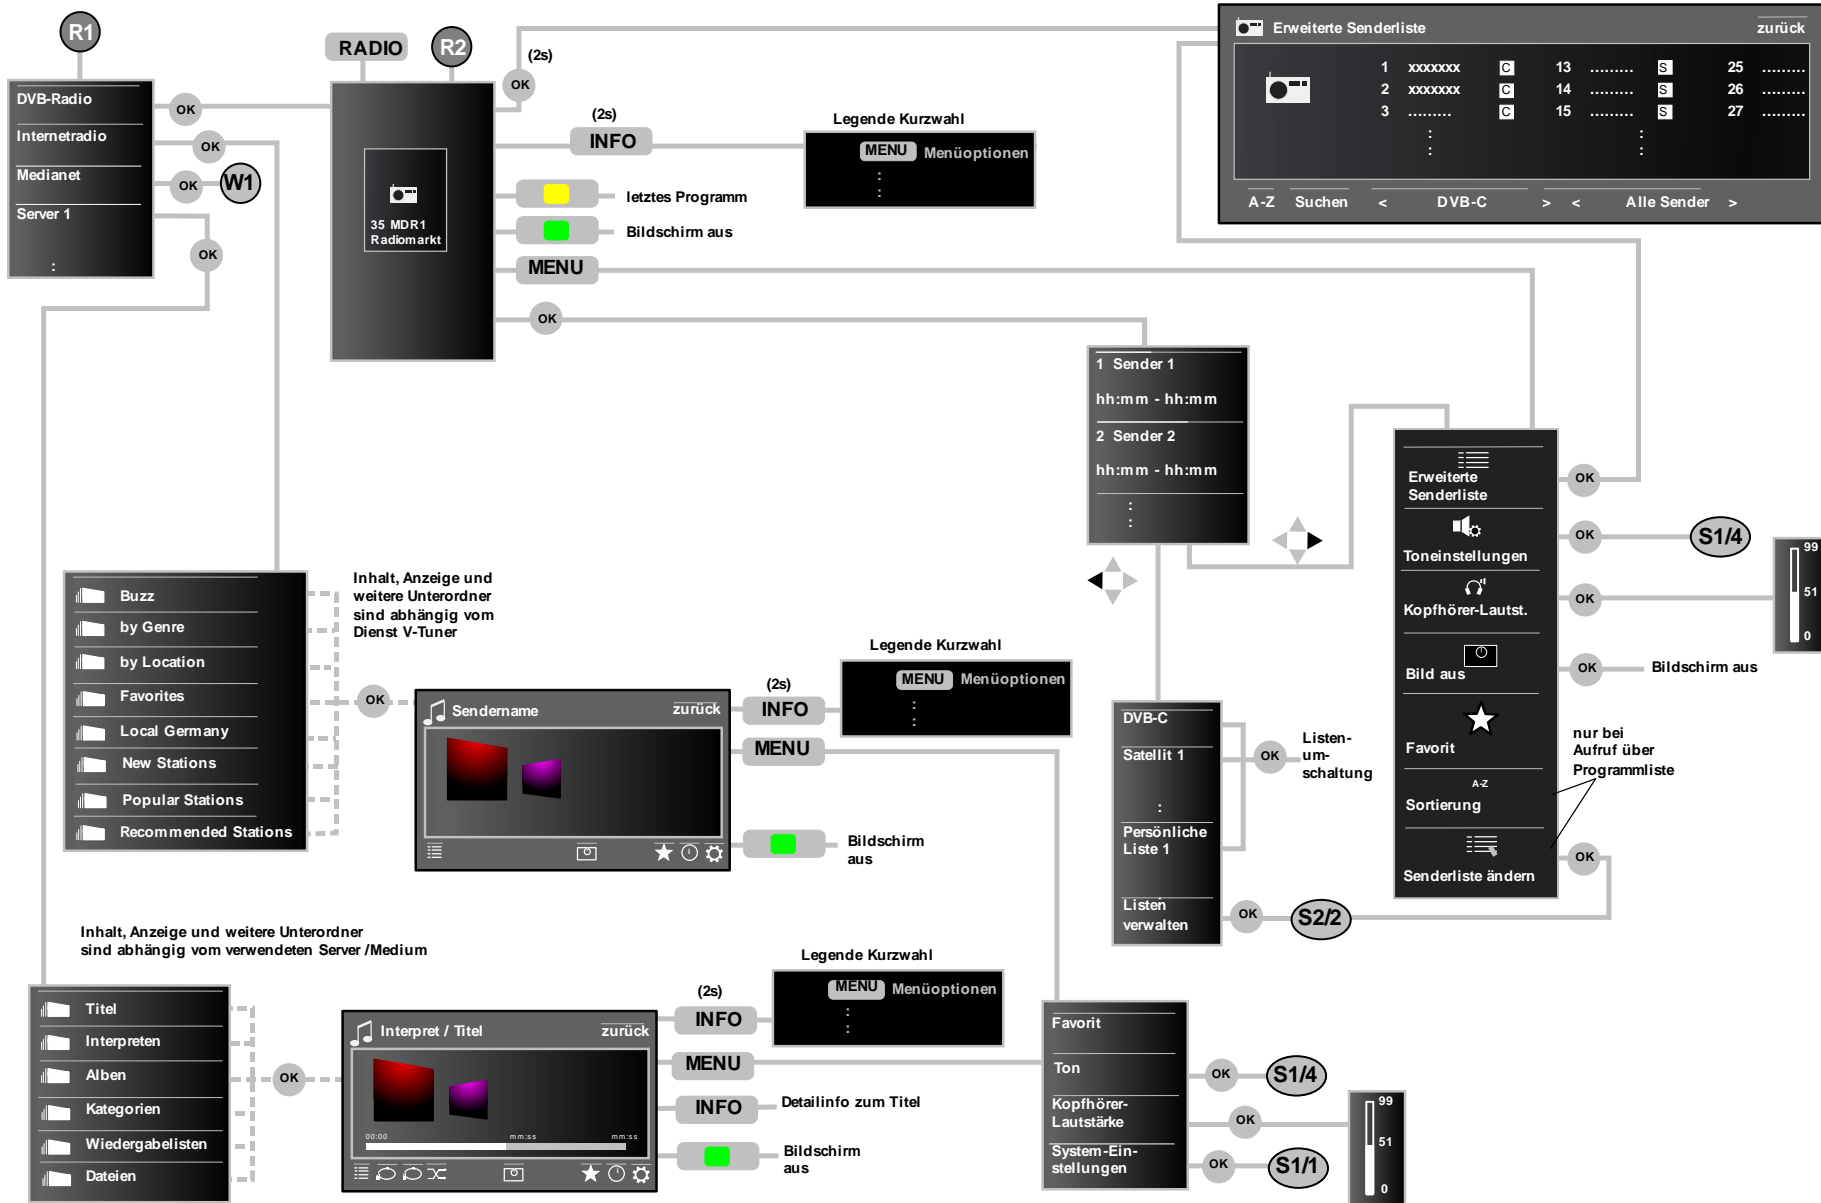 R1
DVB-Radio
Internetradio
Medianet
Server 1
:
OK
OK
OK
W1
OK
RADIO
R2
35 MDR1
Radiomarkt
(2s)
OK
(2s)
INFO
Legende Kurzwahl
MENU Menüoptionen
:
:
letztes Programm
Bildschirm aus
MENU
OK
Erweiterte Senderliste
zurück
1 xxxxxxx C 13 ......... S 25 .........
2 xxxxxxx C 14 ......... S 26 .........
3 ......... C 15 ......... S 27 .........
: :
: :
A-Z Suchen < DVB-C > < Alle Sender >
1 Sender 1
hh:mm - hh:mm
2 Sender 2
hh:mm - hh:mm
:
:
Erweiterte
Senderliste
OK
Toneinstellungen
OK
S1/4
Kopfhörer-Lautst.
OK
99
51
0
Bild aus
OK
Bildschirm aus
Favorit
nur bei
Aufruf über
Programmliste
A-Z
Sortierung
Senderliste ändern
OK
DVB-C
Satellit 1
:
Persönliche
Liste 1
Listen
verwalten
OK
Listen-
um-
schaltung
OK
S2/2
Buzz
by Genre
by Location
Favorites
Local Germany
New Stations
Popular Stations
Recommended Stations
Inhalt, Anzeige und
weitere Unterordner
sind abhängig vom
Dienst V-Tuner
OK
Sendername
zurück
(2s)
INFO
Legende Kurzwahl
MENU Menüoptionen
:
:
MENU
Bildschirm
aus
Inhalt, Anzeige und weitere Unterordner
sind abhängig vom verwendeten Server /Medium
Titel
Interpreten
Alben
Kategorien
Wiedergabelisten
Dateien
OK
Interpret / Titel
zurück
00:00 mm:ss mm:ss
(2s)
INFO
Legende Kurzwahl
MENU Menüoptionen
:
:
MENU
INFO
Detailinfo zum Titel
Bildschirm
aus
Favorit
Ton
OK
S1/4
Kopfhörer-
Lautstärke
OK
99
51
0
System-Ein-
stellungen
OK
S1/1